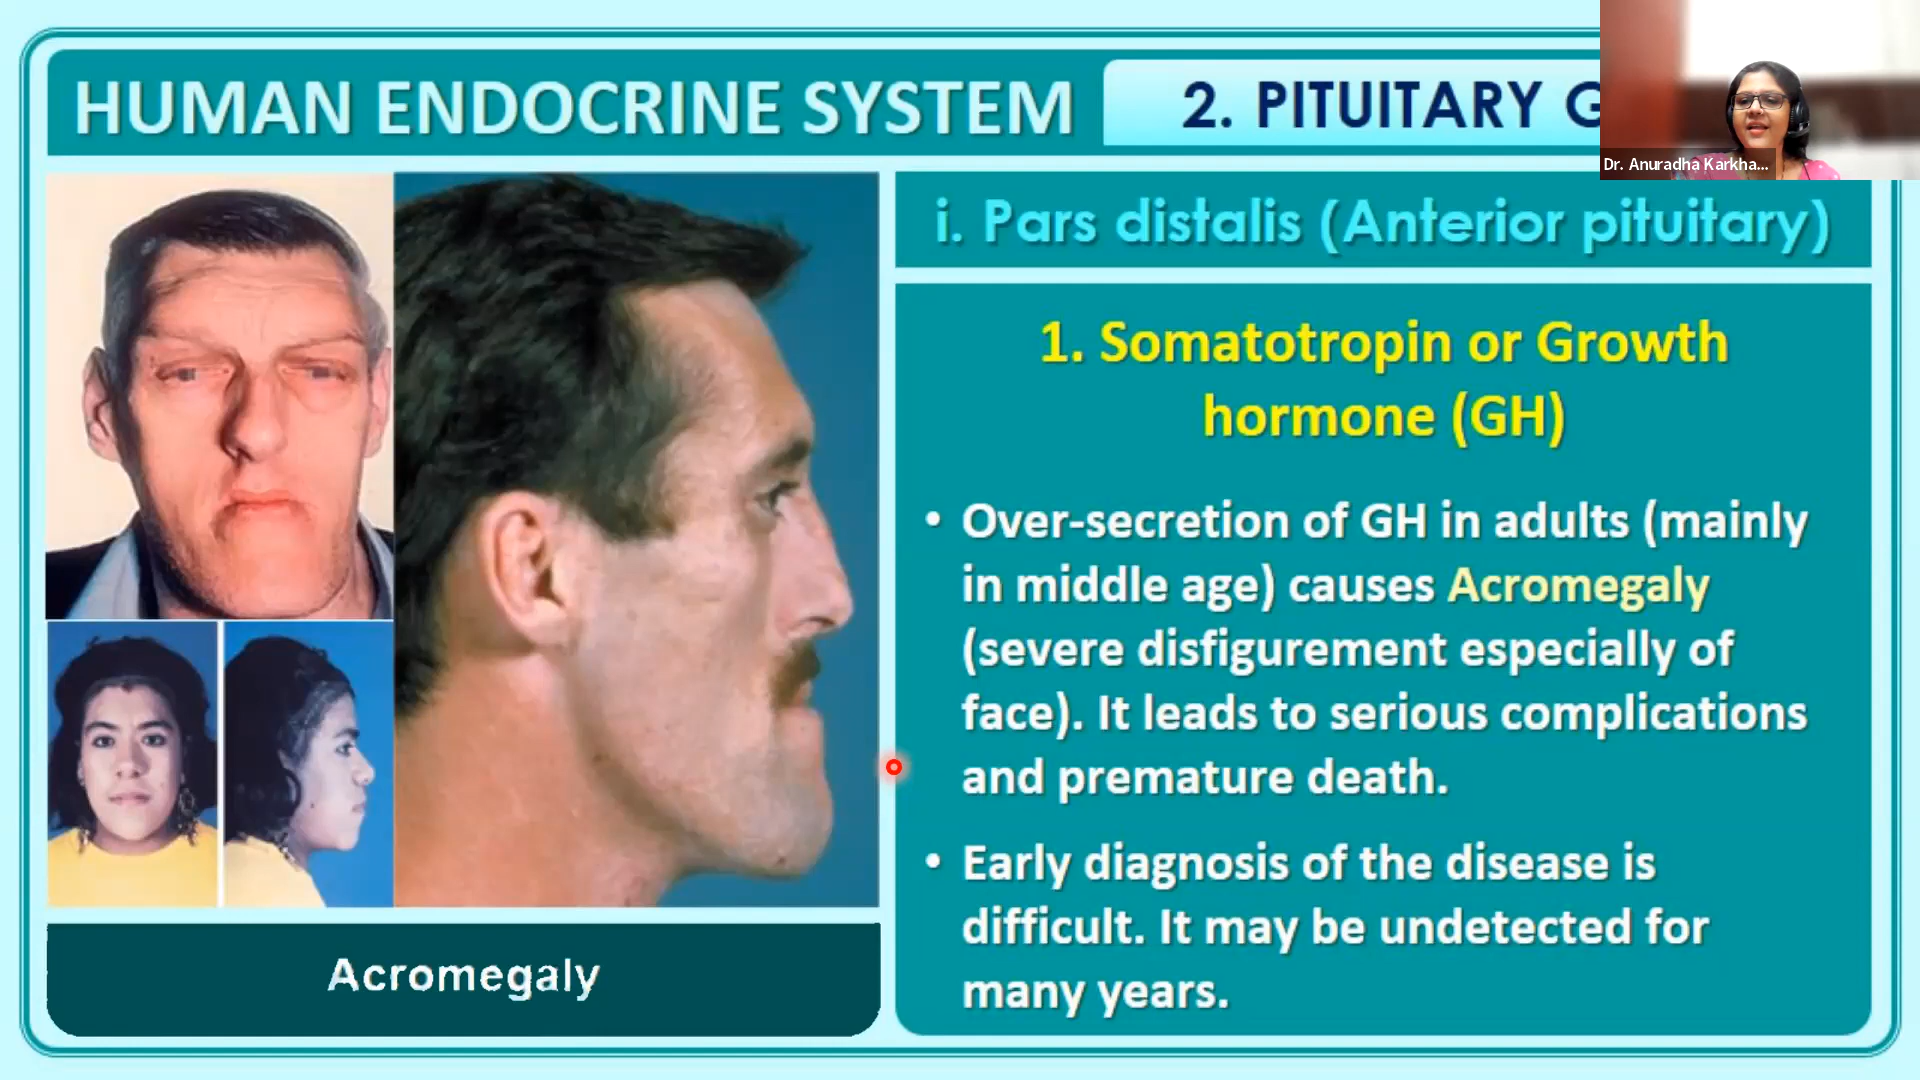 HUMAN ENDOCRINE SYSTEM
2. PITUITARY G
Dr. Anuradha Karkha...
i. Pars distalis (Anterior pituitary)
1. Somatotropin or Growth
hormone (GH)
• Over-secretion of GH in adults (mainly
in middle age) causes Acromegaly
(severe disfigurement especially of
face). It leads to serious complications
and premature death.
• Early diagnosis of the disease is
difficult. It may be undetected for
many years.
Acromegaly